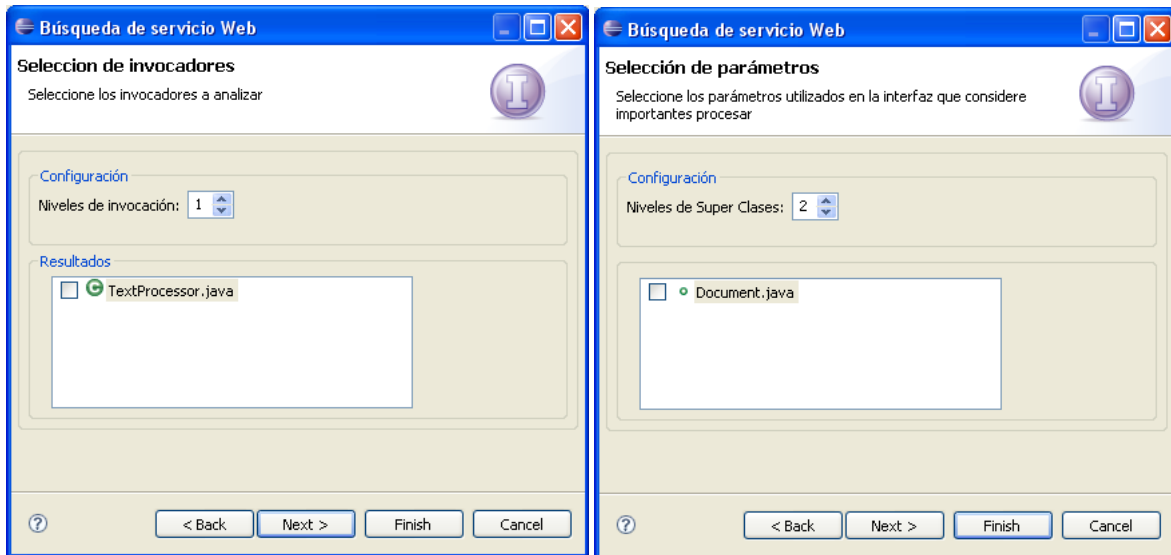 Búsqueda de servicio Web
Seleccion de invocadores
Seleccione los invocadores a analizar
Configuración
Niveles de invocación: 1
Resultados
TextProcessor.java
< Back Next > Finish Cancel
Búsqueda de servicio Web
Selección de parámetros
Seleccione los parámetros utilizados en la interfaz que considere
importantes procesar
Configuración
Niveles de Super Clases: 2
Document.java
< Back Next > Finish Cancel